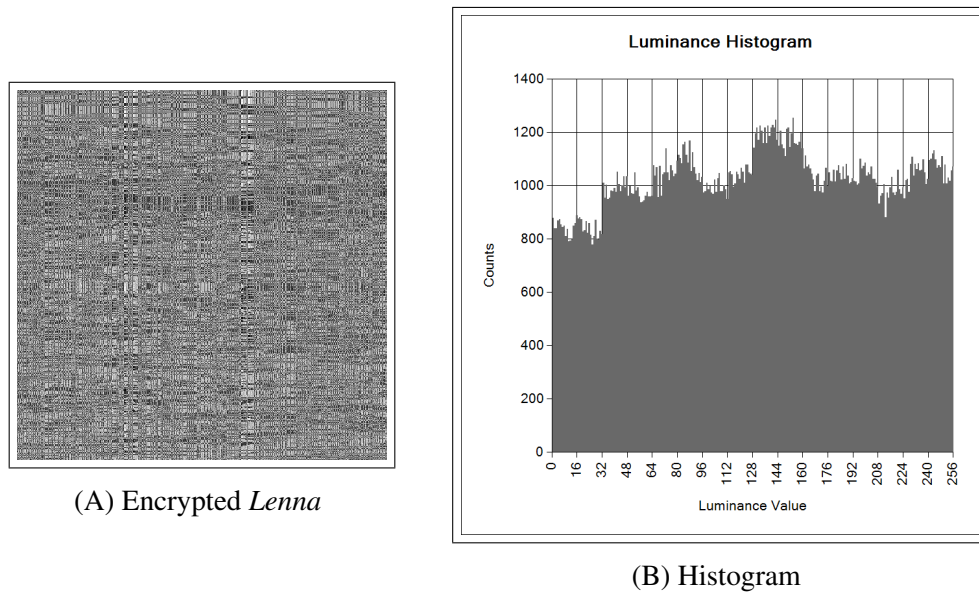 Luminance Histogram
1400
1200
1000
800
600
400
200
0
Counts
0 16 32 48 64 80 96 112 128 144 160 176 192 208 224 240 256
Luminance Value
(A) Encrypted Lenna
(B) Histogram